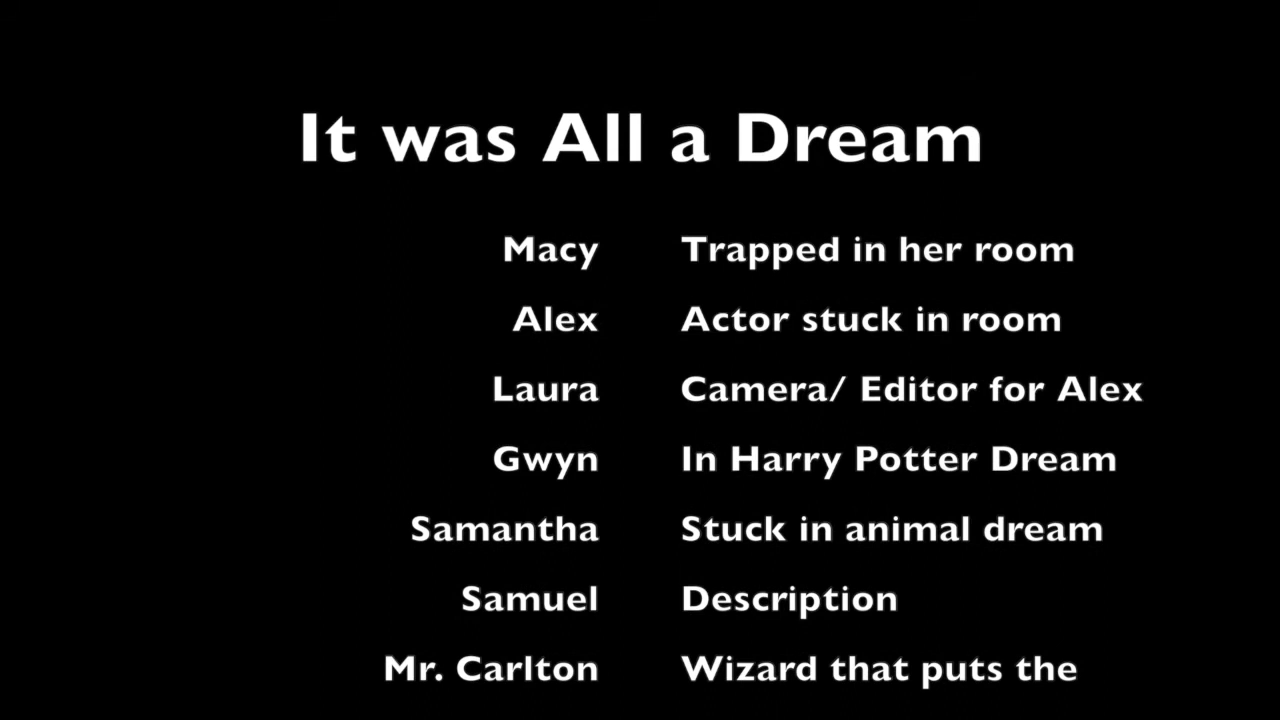 It was All a Dream
Macy Trapped in her room
Alex Actor stuck in room
Laura Camera/ Editor for Alex
Gwyn In Harry Potter Dream
Samantha Stuck in animal dream
Samuel Description
Mr. Carlton Wizard that puts the